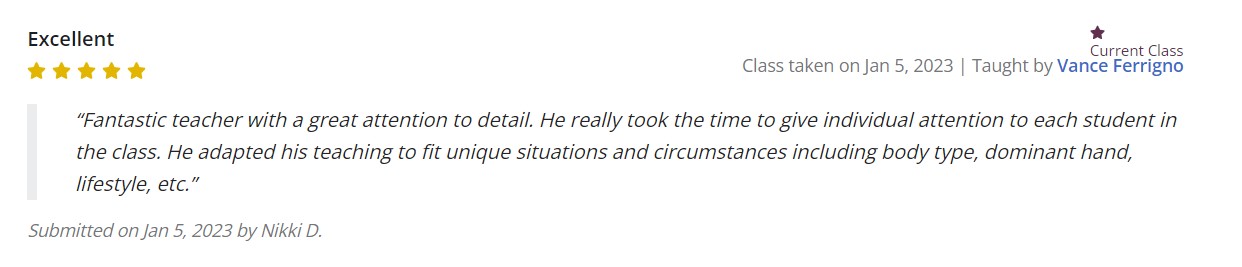 Excellent
Current Class
Class taken on Jan 5, 2023 | Taught by Vance Ferrigno
“Fantastic teacher with a great attention to detail. He really took the time to give individual attention to each student in
the class. He adapted his teaching to fit unique situations and circumstances including body type, dominant hand,
lifestyle, etc.”
Submitted on Jan 5, 2023 by Nikki D.